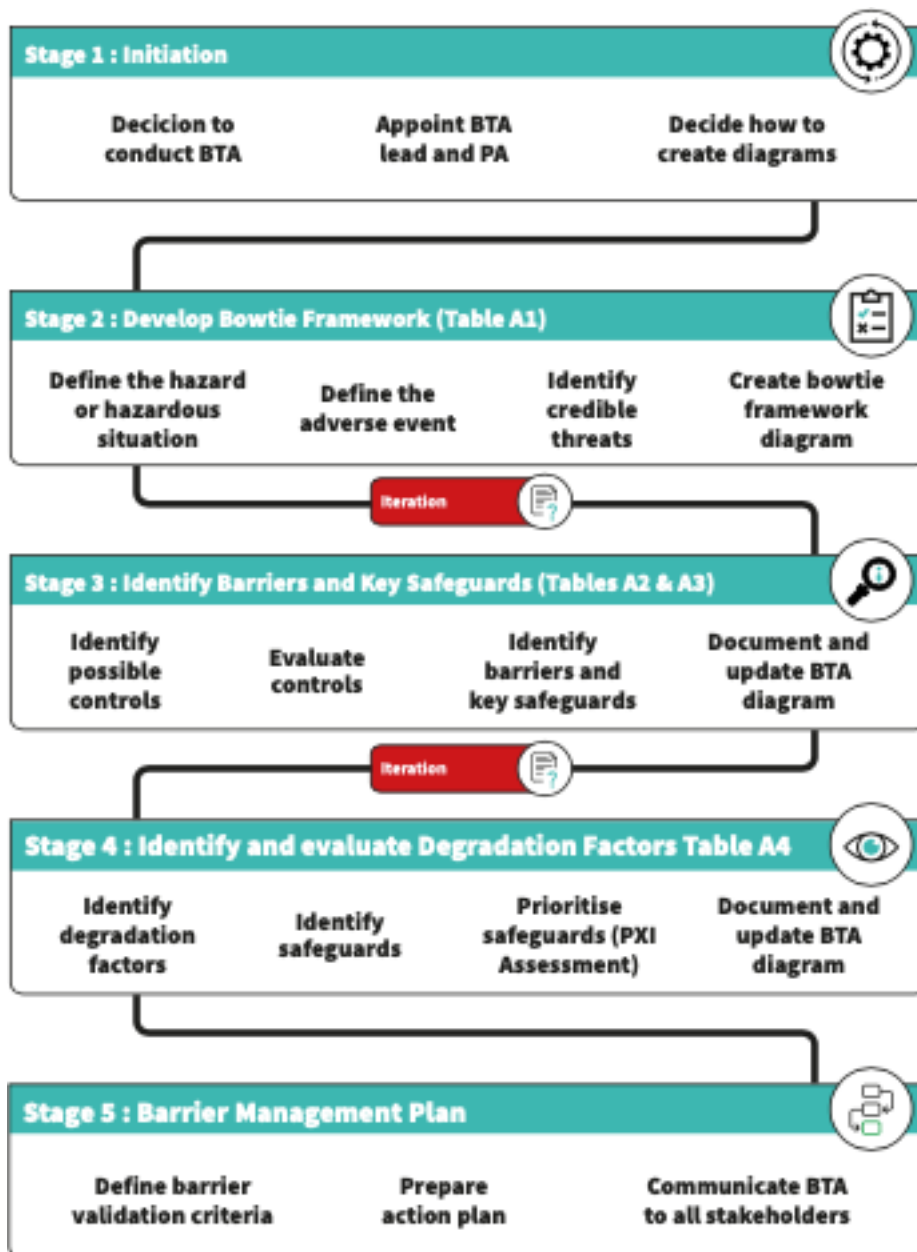 Stage 1 : Initiation
Decicion to
conduct BTA
Appoint BTA
lead and PA
Decide how to
create diagrams
Stage 2 : Develop Bowtie Framework (Table A1)
Define the hazard
or hazardous
situation
Define the
adverse event
Identify
credible
threats
Create bowtie
framework
diagram
Iteration
Stage 3 : Identify Barriers and Key Safeguards (Tables A2 & A3)
Identify
possible
controls
Evaluate
controls
Identify
barriers and
key safeguards
Document and
update BTA
diagram
Iteration
Stage 4 : Identify and evaluate Degradation Factors Table A4
Identify
degradation
factors
Identify
safeguards
Prioritise
safeguards (PXI
Assessment)
Document and
update BTA
diagram
Stage 5 : Barrier Management Plan
Define barrier
validation criteria
Prepare
action plan
Communicate BTA
to all stakeholders